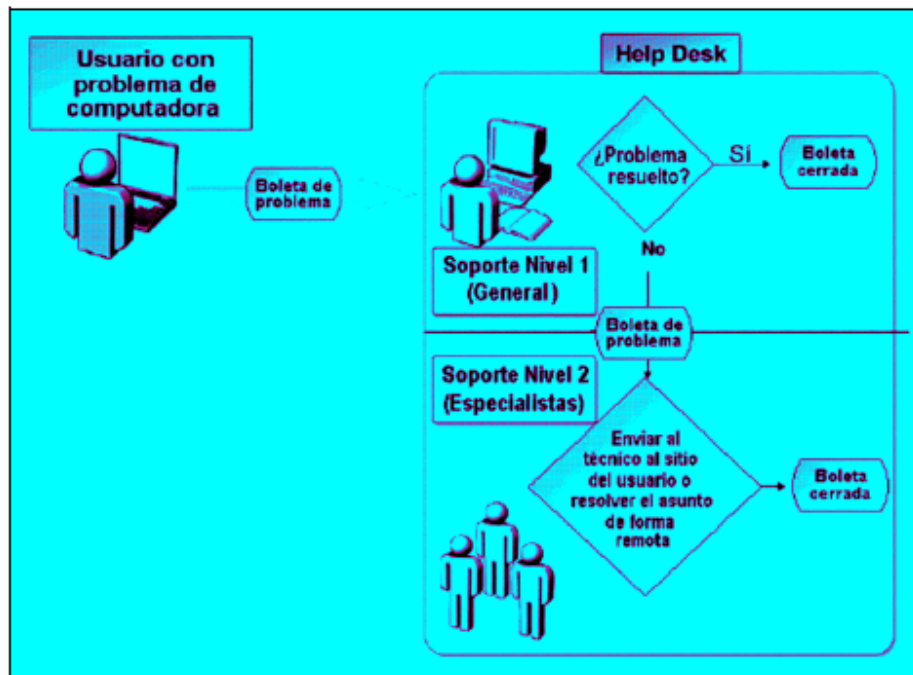 Usuario con
problema de
computadora
Boleta de
problema
Help Desk
¿Problema
resuelto?
Sí
Boleta
cerrada
No
Soporte Nivel 1
(General)
Boleta de
problema
Soporte Nivel 2
(Especialistas)
Enviar al
técnico al sitio
del usuario o
resolver el asunto
de forma
remota
Boleta
cerrada